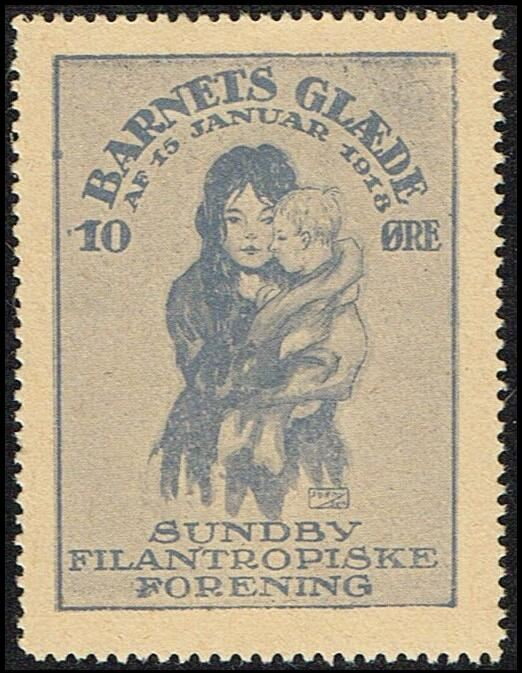 BARNETS GLÆDE
AF 15 JANUAR 1918
10 ØRE
SUNDBY
FILANTROPISKE
FORENING